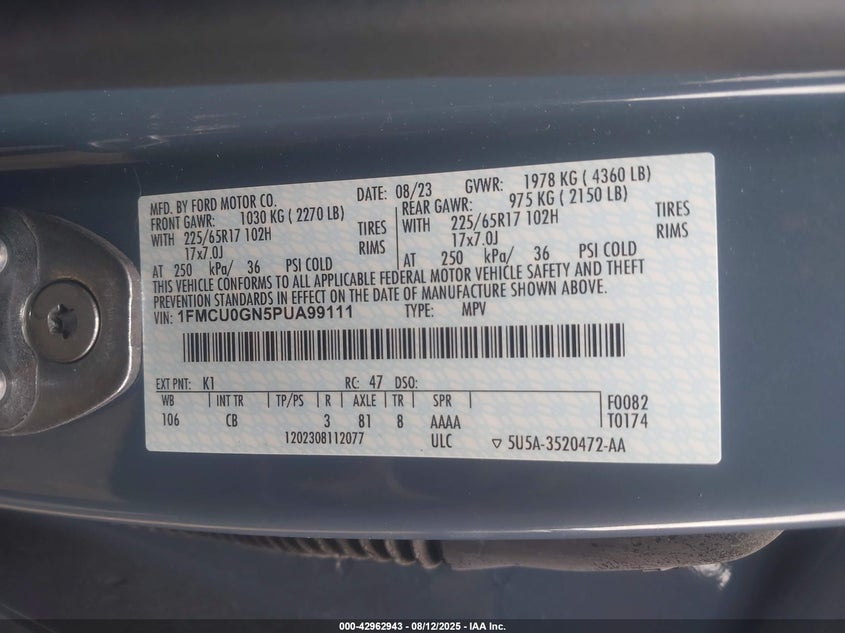 MFD. BY FORD MOTOR CO. DATE: 08/23 GVWR: 1978 KG ( 4360 LB)
FRONT GAWR: 1030 KG ( 2270 LB) REAR GAWR: 975 KG ( 2150 LB)
WITH 225/65R17 102H TIRES 225/65R17 102H TIRES
17x7.0J RIMS WITH 17x7.0J RIMS
AT 250 kPa/ 36 PSI COLD AT 250 kPa/ 36 PSI COLD
THIS VEHICLE CONFORMS TO ALL APPLICABLE FEDERAL MOTOR VEHICLE SAFETY AND THEFT
PREVENTION STANDARDS IN EFFECT ON THE DATE OF MANUFACTURE SHOWN ABOVE.
VIN: 1FMCU0GN5PUA99111 TYPE: MPV
EXT PNT: K1 RC: 47 DSO:
WB INT TR TP/PS R AXLE TR SPR F0082
106 CB 3 81 8 AAAA T0174
1202308112077 ULC ▽ 5U5A-3520472-AA
000-42962943 - 08/12/2025 - IAA Inc.